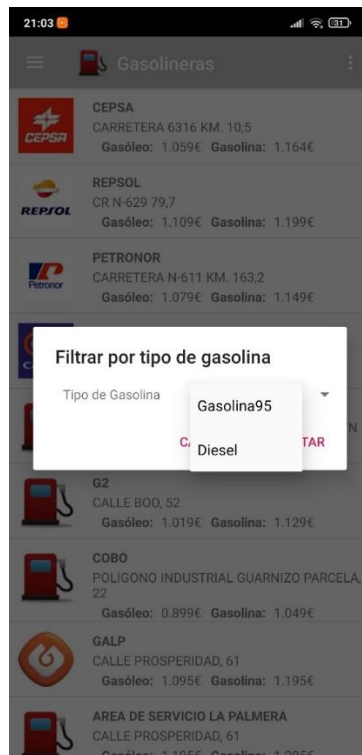 21:03
31
Gasolineras
CEPSA
CARRETERA 6316 KM. 10,5
CEPSA
Gasóleo: 1.059€ Gasolina: 1.164€
REPSOL
CR N-629 79,7
REPSOL
Gasóleo: 1.109€ Gasolina: 1.199€
PETRONOR
CARRETERA N-611 KM. 163,2
Petronor
Gasóleo: 1.079€ Gasolina: 1.149€
Filtrar por tipo de gasolina
Tipo de Gasolina
Gasolina95
Diesel
G2
CALLE BOO, 52
Gasóleo: 1.019€ Gasolina: 1.129€
COBO
POLIGONO INDUSTRIAL GUARNIZO PARCELA,
22
Gasóleo: 0.899€ Gasolina: 1.049€
GALP
CALLE PROSPERIDAD, 61
Gasóleo: 1.095€ Gasolina: 1.195€
AREA DE SERVICIO LA PALMERA
CALLE PROSPERIDAD, 61